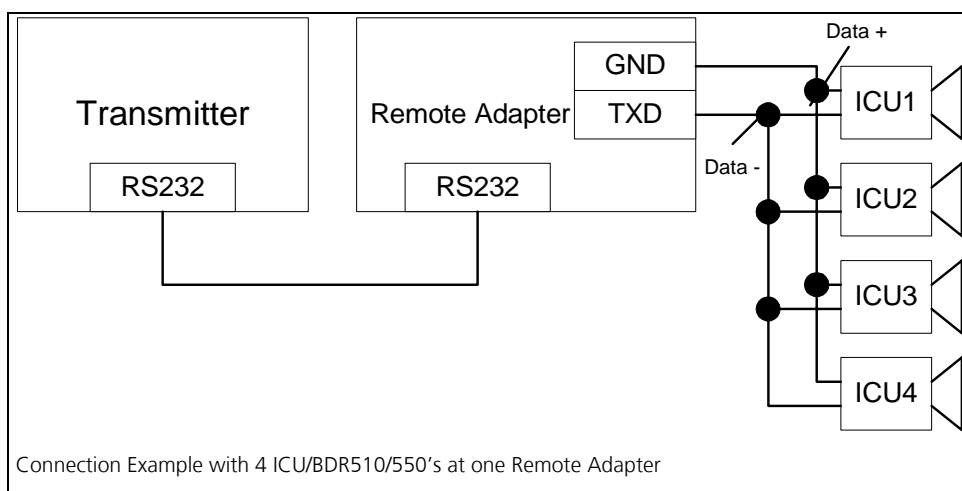 Data +
GND
ICU1
Transmitter
Remote Adapter
TXD
Data -
RS232
RS232
ICU2
ICU3
ICU4
Connection Example with 4 ICU/BDR510/550's at one Remote Adapter